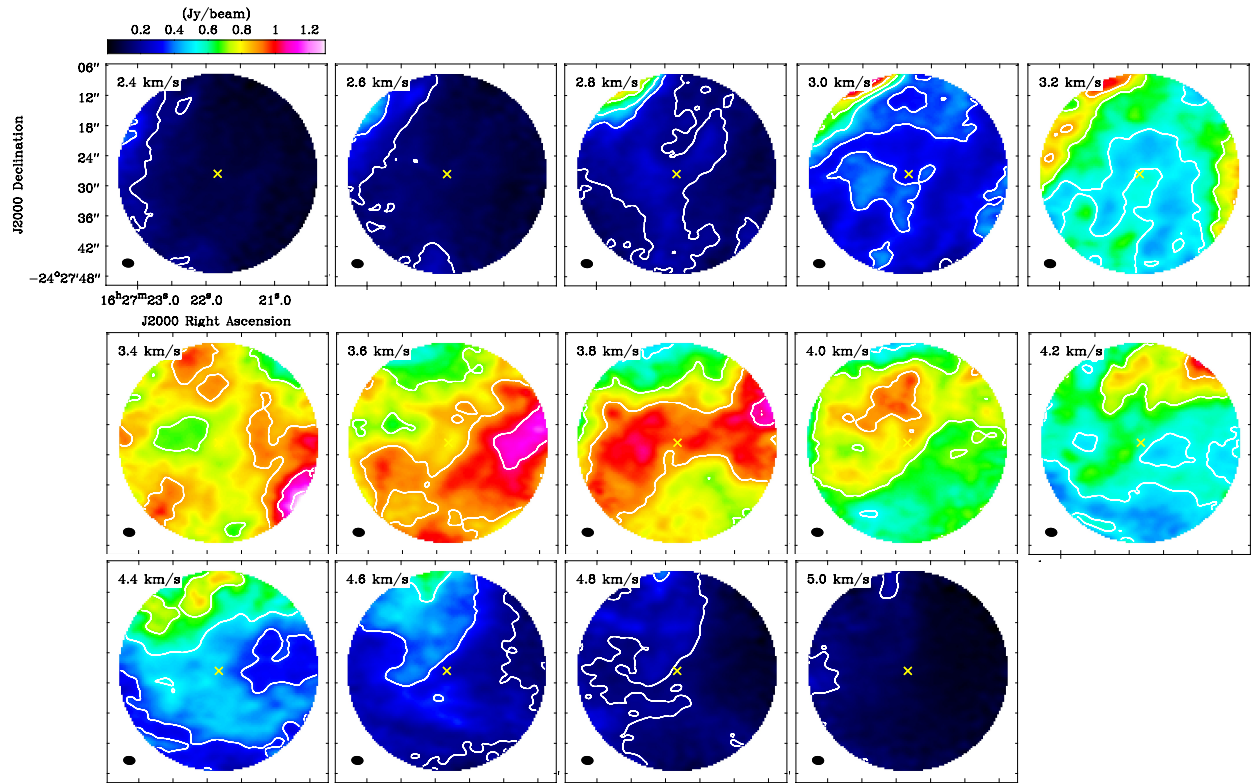 (Jy/beam)
0.2 0.4 0.6 0.8 1 1.2
2.4 km/s
2.6 km/s
2.8 km/s
3.0 km/s
3.2 km/s
06"
12"
18"
24"
30"
36"
42"
−24°27'48"
J2000 Declination
16h27m23s.0 22s.0 21s.0
J2000 Right Ascension
3.4 km/s
3.6 km/s
3.8 km/s
4.0 km/s
4.2 km/s
4.4 km/s
4.6 km/s
4.8 km/s
5.0 km/s